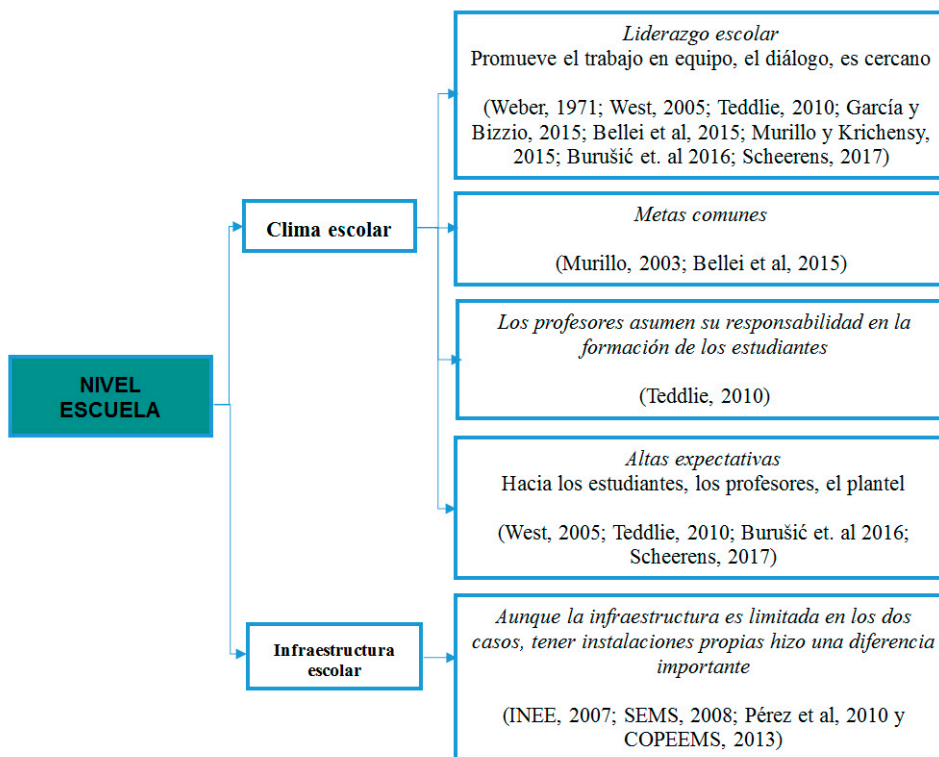 NIVEL
ESCUELA
Clima escolar
Liderazgo escolar
Promueve el trabajo en equipo, el diálogo, es cercano
(Weber, 1971; West, 2005; Teddlie, 2010; García y
Bizzio, 2015; Bellei et al, 2015; Murillo y Krichensy,
2015; Burušić et. al 2016; Scheerens, 2017)
Metas comunes
(Murillo, 2003; Bellei et al, 2015)
Los profesores asumen su responsabilidad en la
formación de los estudiantes
(Teddlie, 2010)
Altas expectativas
Hacia los estudiantes, los profesores, el plantel
(West, 2005; Teddlie, 2010; Burušić et. al 2016;
Scheerens, 2017)
Infraestructura
escolar
Aunque la infraestructura es limitada en los dos
casos, tener instalaciones propias hizo una diferencia
importante
(INEE, 2007; SEMS, 2008; Pérez et al, 2010 y
COPEEMS, 2013)